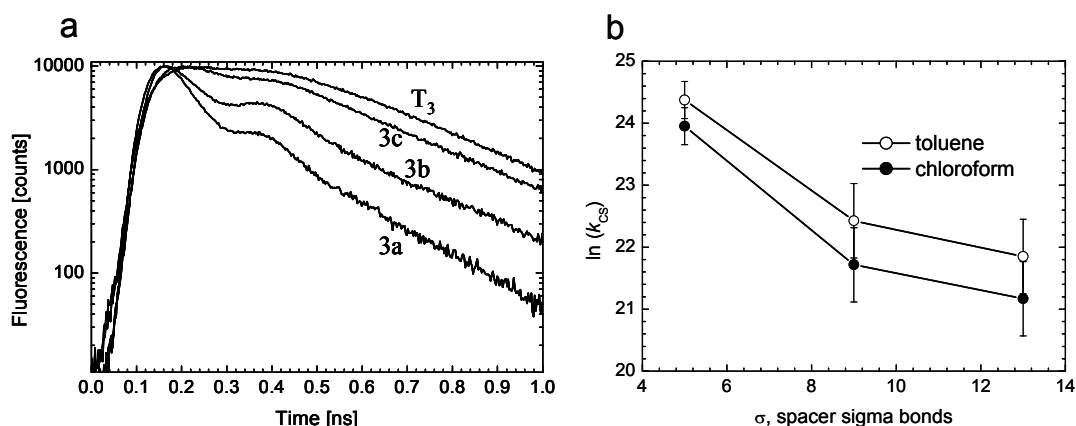 a
Fluorescence [counts]
10000
1000
100
T3
3c
3b
3a
0.0 0.1 0.2 0.3 0.4 0.5 0.6 0.7 0.8 0.9 1.0
Time [ns]
b
ln (kCS)
25
24
23
22
21
20
toluene
chloroform
4 6 8 10 12 14
σ, spacer sigma bonds